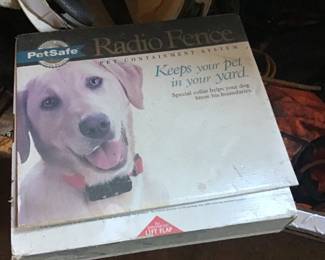 PetSafe
Radio Fence
PET CONTAINMENT SYSTEM
Keeps your pet
in your yard.
Special collar helps your dog
know his boundaries.
LIFT FLAP